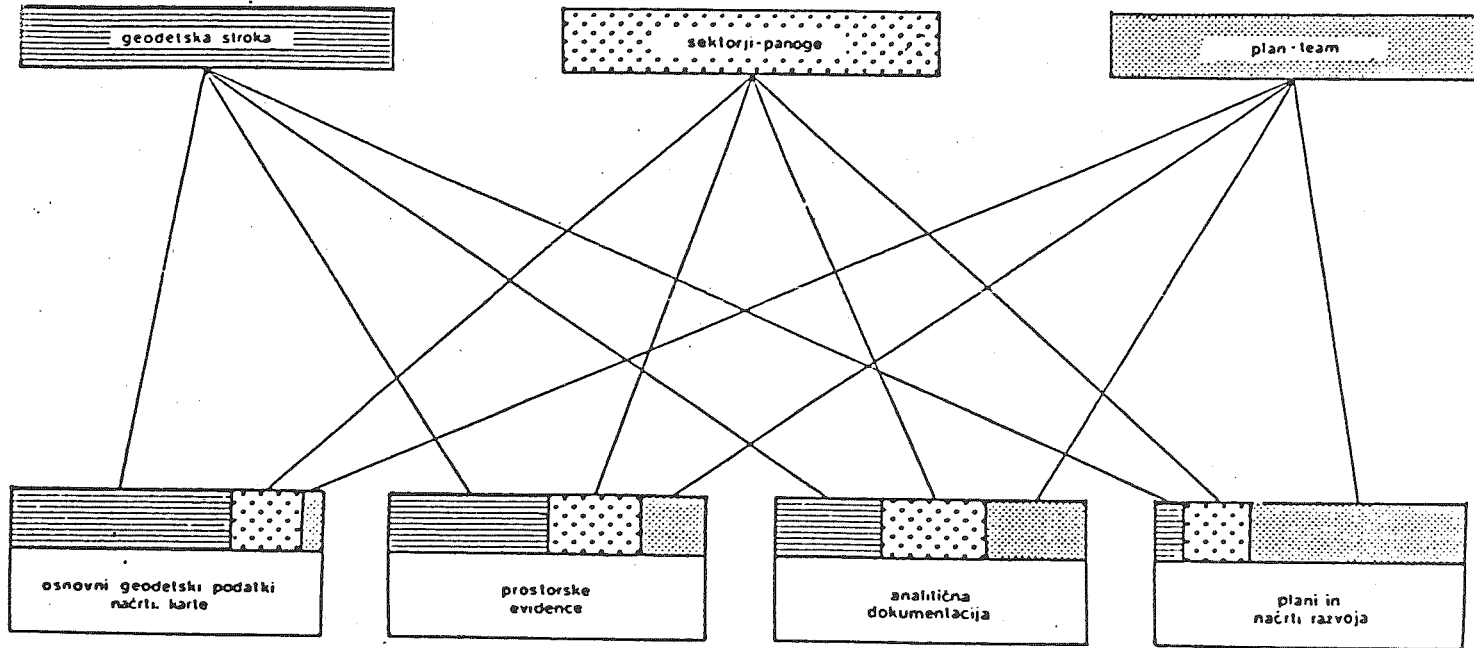 geodetska stroka
sektorji-panoge
plan-team
osnovni geodetski podatki
načrti, karte
prostorske
evidence
analitična
dokumentacija
plani in
načrti razvoja